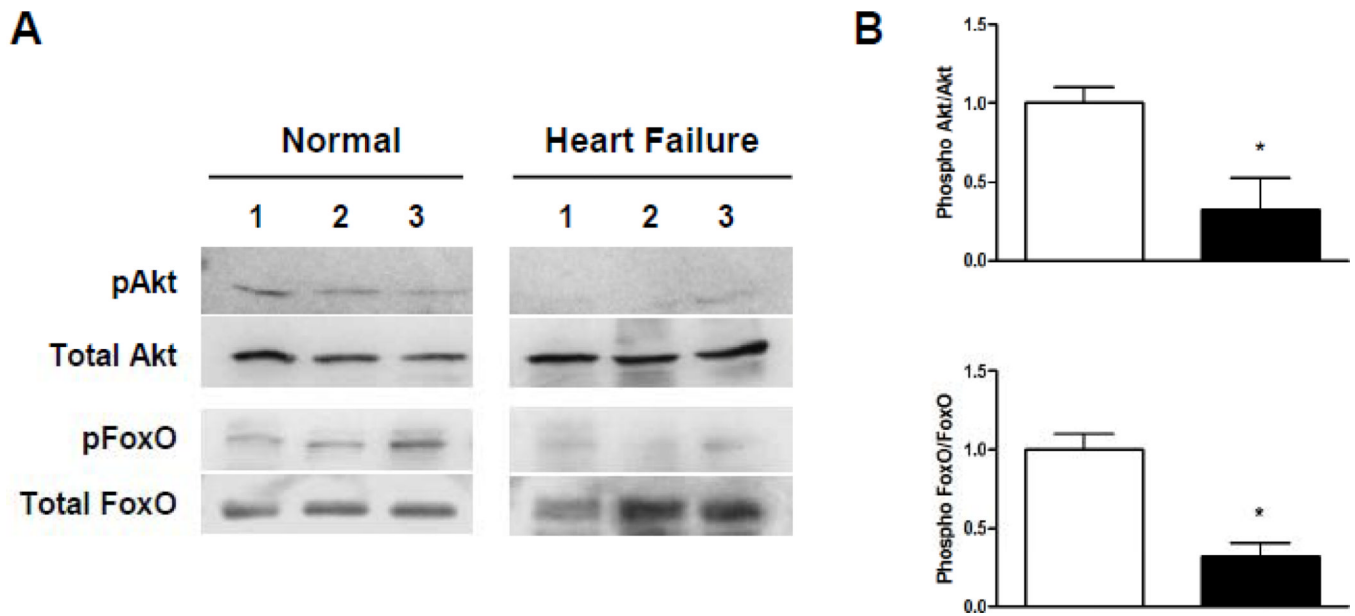 A
Normal
Heart Failure
1 2 3
1 2 3
pAkt
Total Akt
pFoxO
Total FoxO
B
Phospho Akt/Akt
1.5
1.0
0.5
0.0
*
Phospho FoxO/FoxO
1.5
1.0
0.5
0.0
*